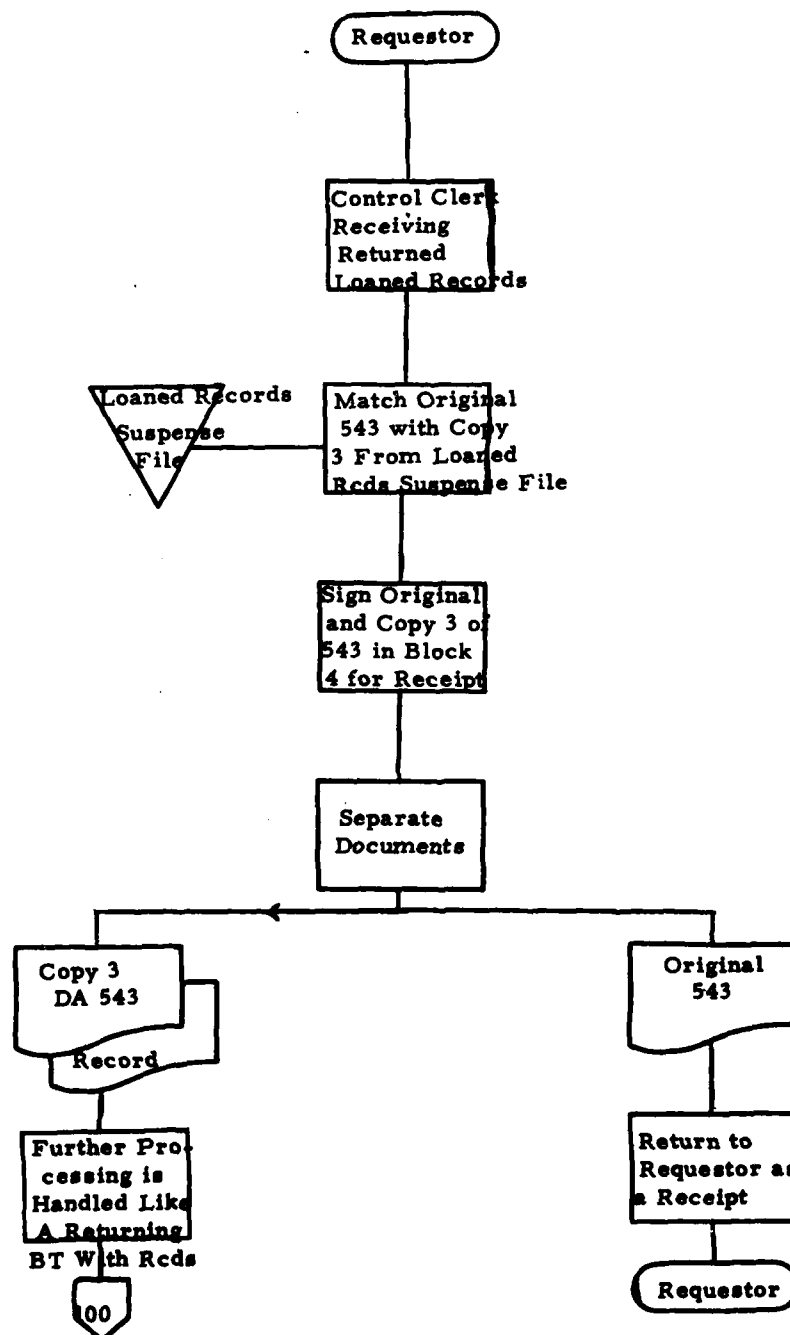 Requestor
Control Clerk
Receiving
Returned
Loaned Records
Loaned Records
Suspense
File
Match Original
543 with Copy
3 From Loaned
Rcds Suspense File
Sign Original
and Copy 3 of
543 in Block
4 for Receipt
Separate
Documents
Copy 3
DA 543
Record
Original
543
Further Pro-
cessing is
Handled Like
A Returning
BT With Rcds
Return to
Requestor as
a Receipt
100
Requestor